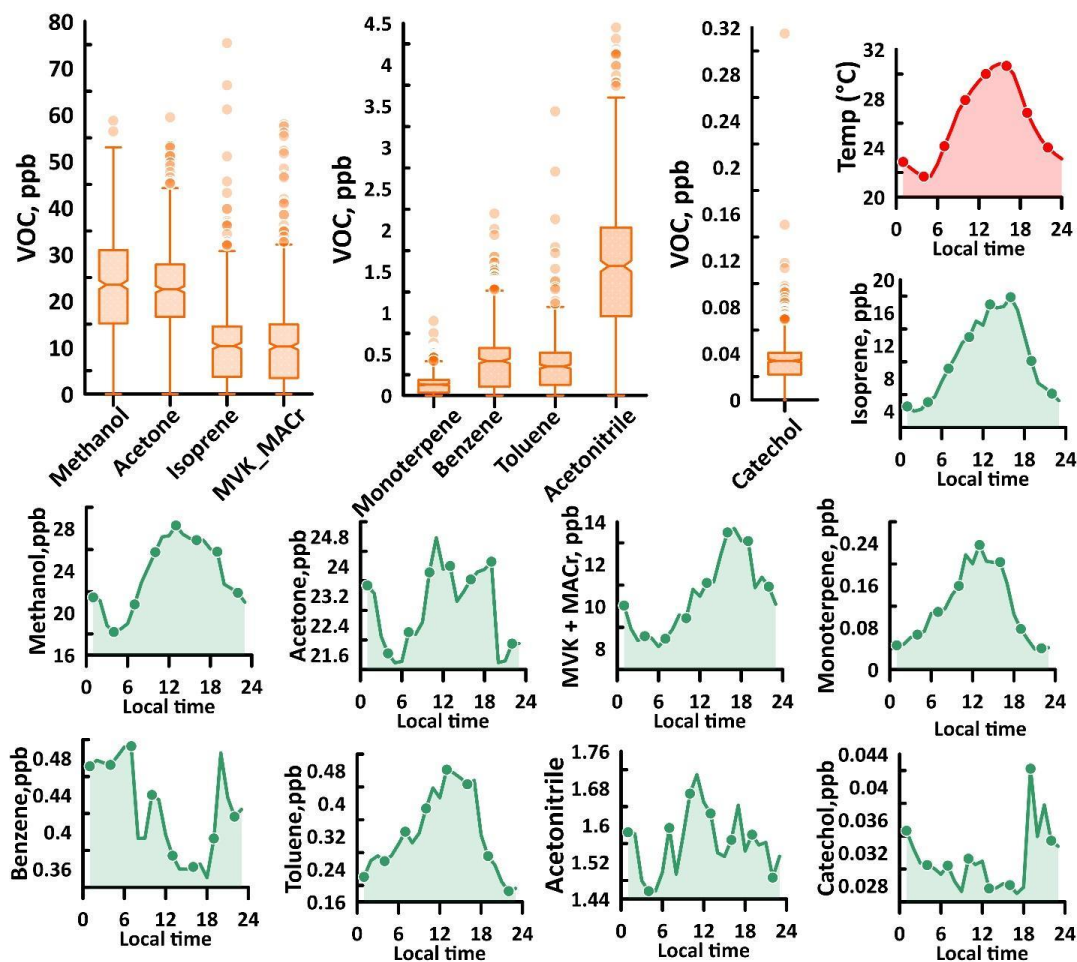 VOC, ppb
80
70
60
50
40
30
20
10
0
Methanol
Acetone
Isoprene
MVK_MACr
VOC, ppb
4.5
4
3.5
3
2.5
2
1.5
1
0.5
0
Monoterpene
Benzene
Toluene
Acetonitrile
VOC, ppb
0.32
0.28
0.24
0.2
0.16
0.12
0.08
0.04
0
Catechol
Temp (°C)
32
28
24
20
0 6 12 18 24
Local time
Isoprene, ppb
20
16
12
8
4
0 6 12 18 24
Local time
Methanol,ppb
28
22
20
16
0 6 12 18 24
Local time
Acetone,ppb
24.8
24
23.2
22.4
21.6
0 6 12 18 24
Local time
MVK + MACr, ppb
14
12
10
8
0 6 12 18 24
Local time
Monoterpene, ppb
0.24
0.16
0.08
0
0 6 12 18 24
Local time
Benzene,ppb
0.48
0.44
0.4
0.36
0 6 12 18 24
Local time
Toluene,ppb
0.48
0.4
0.32
0.24
0.16
0 6 12 18 24
Local time
Acetonitrile
1.76
1.68
1.6
1.52
1.44
0 6 12 18 24
Local time
Catechol,ppb
0.044
0.04
0.036
0.032
0.028
0 6 12 18 24
Local time